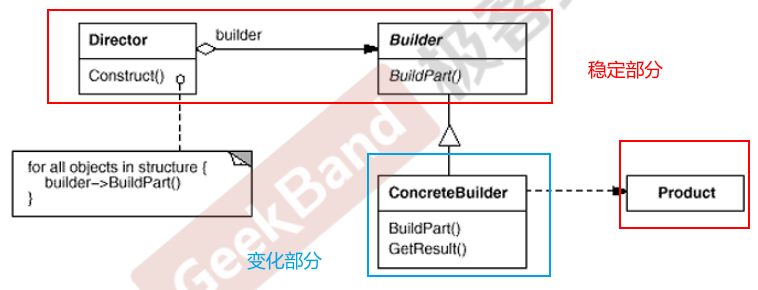 Director
Construct()
builder
Builder
BuildPart()
稳定部分
for all objects in structure {
builder->BuildPart()
}
ConcreteBuilder
BuildPart()
GetResult()
Product
变化部分
GeekBand 极客